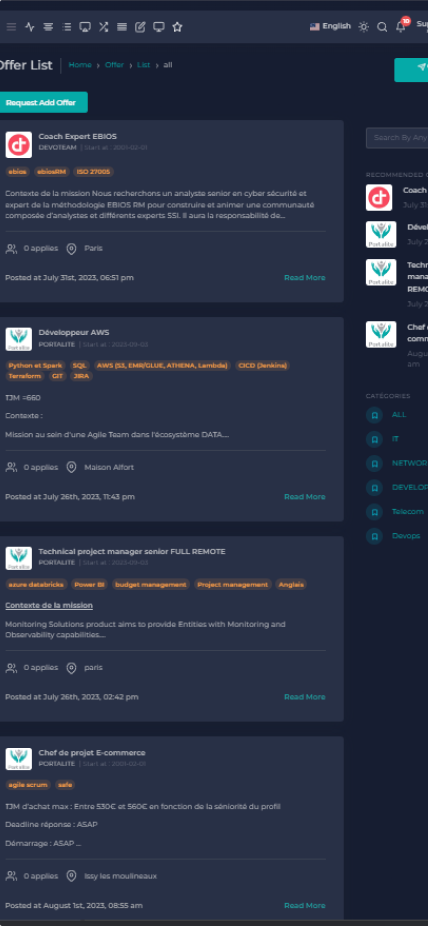 English
10
Offer List
Home > Offer > List > all
Request Add Offer
Coach Expert EBIOS
DEVOTEAM | Start at : 2001-02-01
ebios ebiosRM ISO 27005
Contexte de la mission Nous recherchons un analyste senior en cyber sécurité et
expert de la méthodologie EBIOS RM pour construire et animer une communauté
composée d'analystes et différents experts SSI. Il aura la responsabilité de...
0 applies Paris
Posted at July 31st, 2023, 06:51 pm Read More
Développeur AWS
PORTALITE | Start at : 2023-09-03
Python et Spark SQL AWS (S3, EMR/GLUE, ATHENA, Lambda) CICD (Jenkins)
Terraform GIT JIRA
TJM =660
Contexte :
Mission au sein d'une Agile Team dans l'écosystème DATA....
0 applies Maison Alfort
Posted at July 26th, 2023, 11:43 pm Read More
Technical project manager senior FULL REMOTE
PORTALITE | Start at : 2023-09-03
azure databricks Power BI budget management Project management Anglais
Contexte de la mission
Monitoring Solutions product aims to provide Entities with Monitoring and
Observability capabilities....
0 applies paris
Posted at July 26th, 2023, 02:42 pm Read More
Chef de projet E-commerce
PORTALITE | Start at : 2001-02-01
agile scrum safe
TJM d'achat max : Entre 530€ et 560€ en fonction de la séniorité du profil
Deadline réponse : ASAP
Démarrage : ASAP ...
0 applies Issy les moulineaux
Posted at August 1st, 2023, 08:55 am Read More
Search By Any
RECOMMENDED
Coach
July 31
Portalite
July 2
Portalite
REMO
July 2
Portalite
Chef
am
CATEGORIES
ALL
IT
NETWOR
DEVELOP
Telecom
Devops